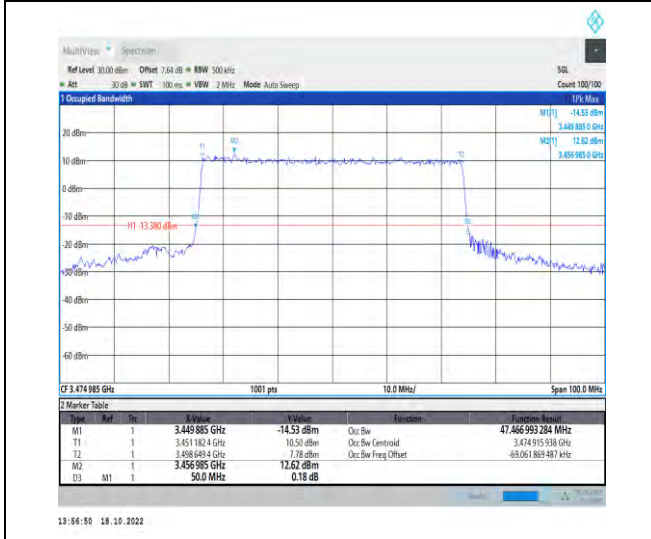 MultiView Spectrum
Ref Level 30.00 dBm Offset 7.64 dB RBW 500 kHz SGL
Att 30 dB SWT 100 ms VBW 2 MHz Mode Auto Sweep Count 100/100
1 Occupied Bandwidth 1Pk Max
M1[1] -14.53 dBm
3.449 885 0 GHz
M2[1] 12.62 dBm
3.456 985 0 GHz
20 dBm
T1 M2 T2
10 dBm
0 dBm
-10 dBm
H1 -13.380 dBm
-20 dBm
-30 dBm
-40 dBm
-50 dBm
-60 dBm
CF 3.474 985 GHz 1001 pts 10.0 MHz/ Span 100.0 MHz
2 Marker Table
Type Ref Trc X-Value Y-Value Function Function Result
M1 1 3.449 885 GHz -14.53 dBm Occ Bw 47.466 993 284 MHz
T1 1 3.451 182 4 GHz 10.50 dBm Occ Bw Centroid 3.474 915 938 GHz
T2 1 3.498 649 4 GHz 7.78 dBm Occ Bw Freq Offset -69.061 869 487 kHz
M2 1 3.456 985 GHz 12.62 dBm
D3 M1 1 50.0 MHz 0.18 dB
13:56:50 18.10.2022